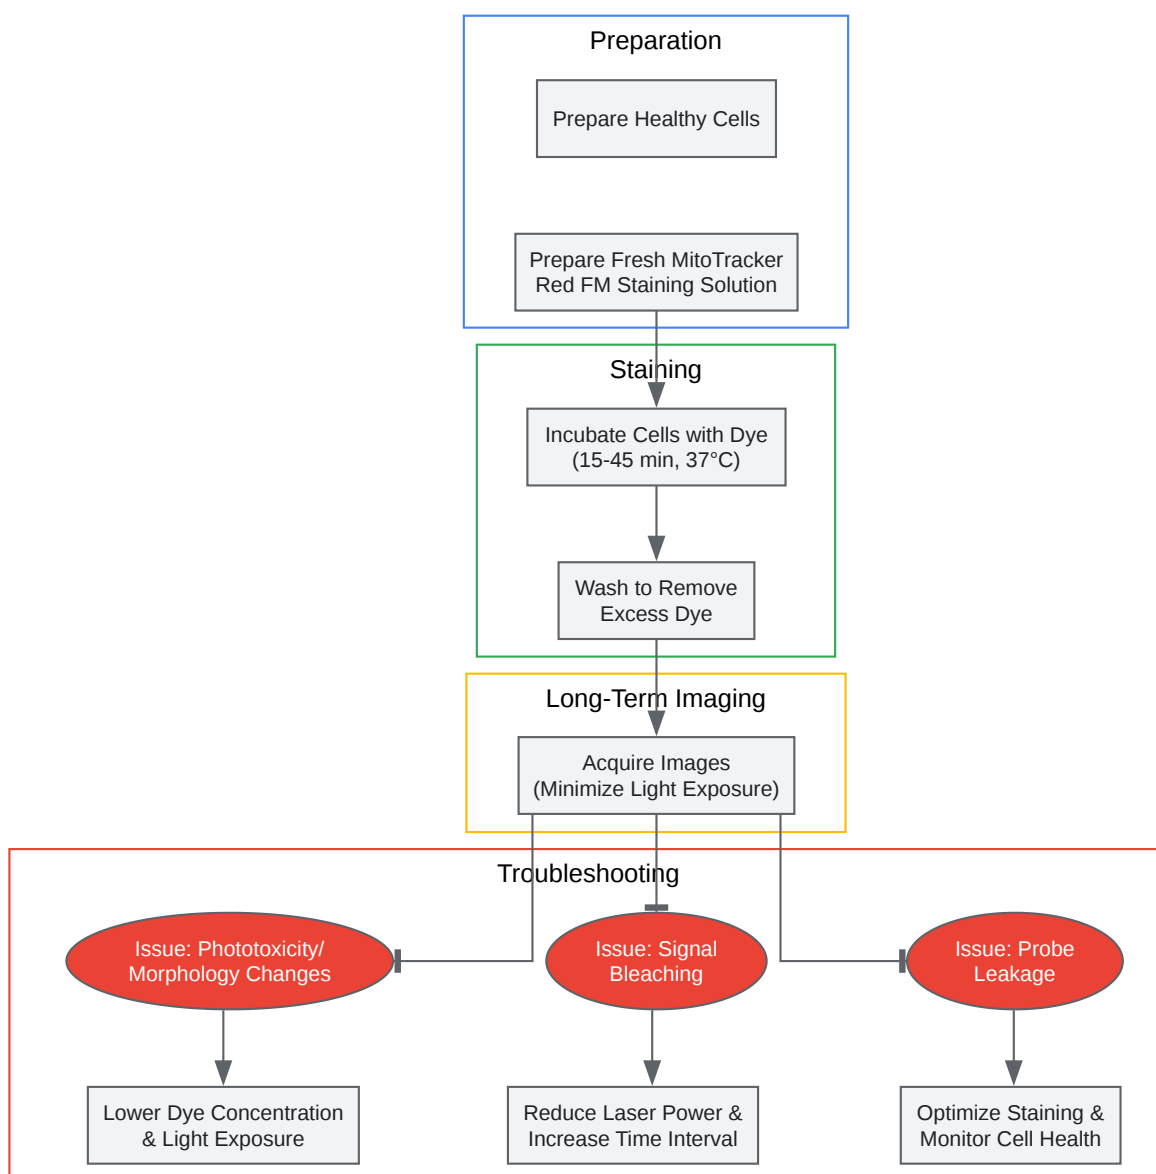 Preparation
Prepare Healthy Cells
Prepare Fresh MitoTracker
Red FM Staining Solution
Staining
Incubate Cells with Dye
(15-45 min, 37°C)
Wash to Remove
Excess Dye
Long-Term Imaging
Acquire Images
(Minimize Light Exposure)
Troubleshooting
Issue: Phototoxicity/
Morphology Changes
Issue: Signal
Bleaching
Issue: Probe
Leakage
Lower Dye Concentration
& Light Exposure
Reduce Laser Power &
Increase Time Interval
Optimize Staining &
Monitor Cell Health